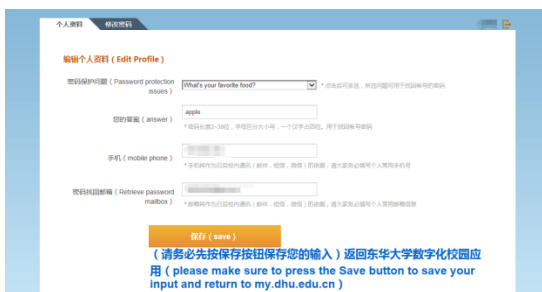 个人资料 修改密码
编辑个人资料（Edit Profile）
密码保护问题（Password protection
issues）
What's your favorite food?
* 点击后可多选，所选问题可用于找回帐号的密码
您的答案（answer）
apple
* 密码长度2~38位，字母区分大小写，一个汉字占四位。用于找回账号密码
手机（mobile phone）
* 手机将作为日后校内通讯（邮件，短信，微信）的依据，请大家务必填写个人常用手机号
密码找回邮箱（Retrieve password
mailbox）
* 邮箱将作为日后校内通讯（邮件，短信，微信）的依据，请大家务必填写个人常用邮箱信息
保存（save）
（请务必先按保存按钮保存您的输入）返回东华大学数字化校园应
用（please make sure to press the Save button to save your
input and return to my.dhu.edu.cn）